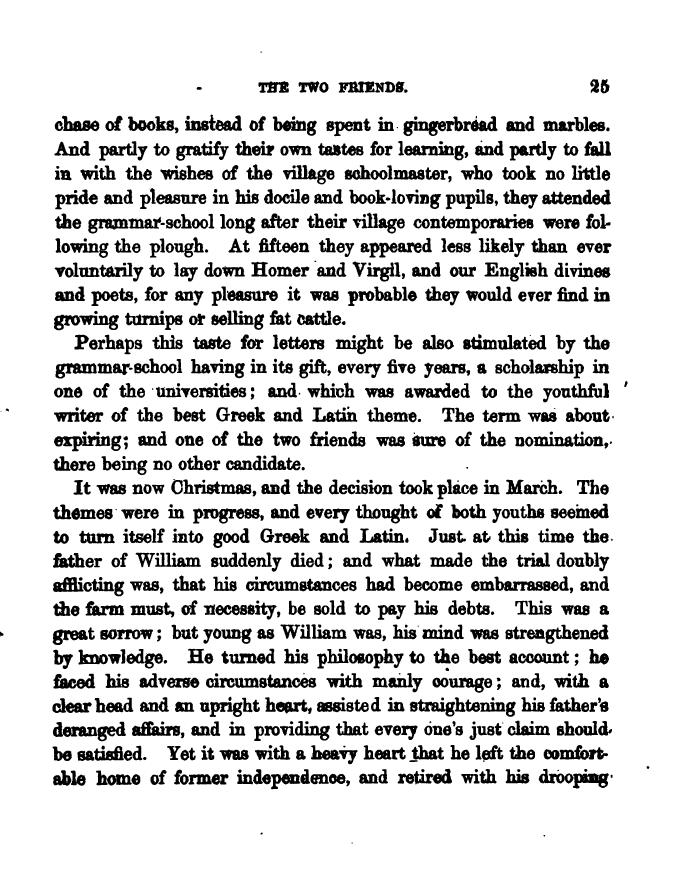 THE TWO FRIENDS. 25
chase of books, instead of being spent in gingerbread and marbles.
And partly to gratify their own tastes for learning, and partly to fall
in with the wishes of the village schoolmaster, who took no little
pride and pleasure in his docile and book-loving pupils, they attended
the grammar-school long after their village contemporaries were fol-
lowing the plough. At fifteen they appeared less likely than ever
voluntarily to lay down Homer and Virgil, and our English divines
and poets, for any pleasure it was probable they would ever find in
growing turnips or selling fat cattle.
Perhaps this taste for letters might be also stimulated by the
grammar-school having in its gift, every five years, a scholarship in
one of the universities; and which was awarded to the youthful
writer of the best Greek and Latin theme. The term was about
expiring; and one of the two friends was sure of the nomination,
there being no other candidate.
It was now Christmas, and the decision took place in March. The
themes were in progress, and every thought of both youths seemed
to turn itself into good Greek and Latin. Just at this time the
father of William suddenly died; and what made the trial doubly
afflicting was, that his circumstances had become embarrassed, and
the farm must, of necessity, be sold to pay his debts. This was a
great sorrow; but young as William was, his mind was strengthened
by knowledge. He turned his philosophy to the best account; he
faced his adverse circumstances with manly courage; and, with a
clear head and an upright heart, assisted in straightening his father's
deranged affairs, and in providing that every one's just claim should
be satisfied. Yet it was with a heavy heart that he left the comfort-
able home of former independence, and retired with his drooping